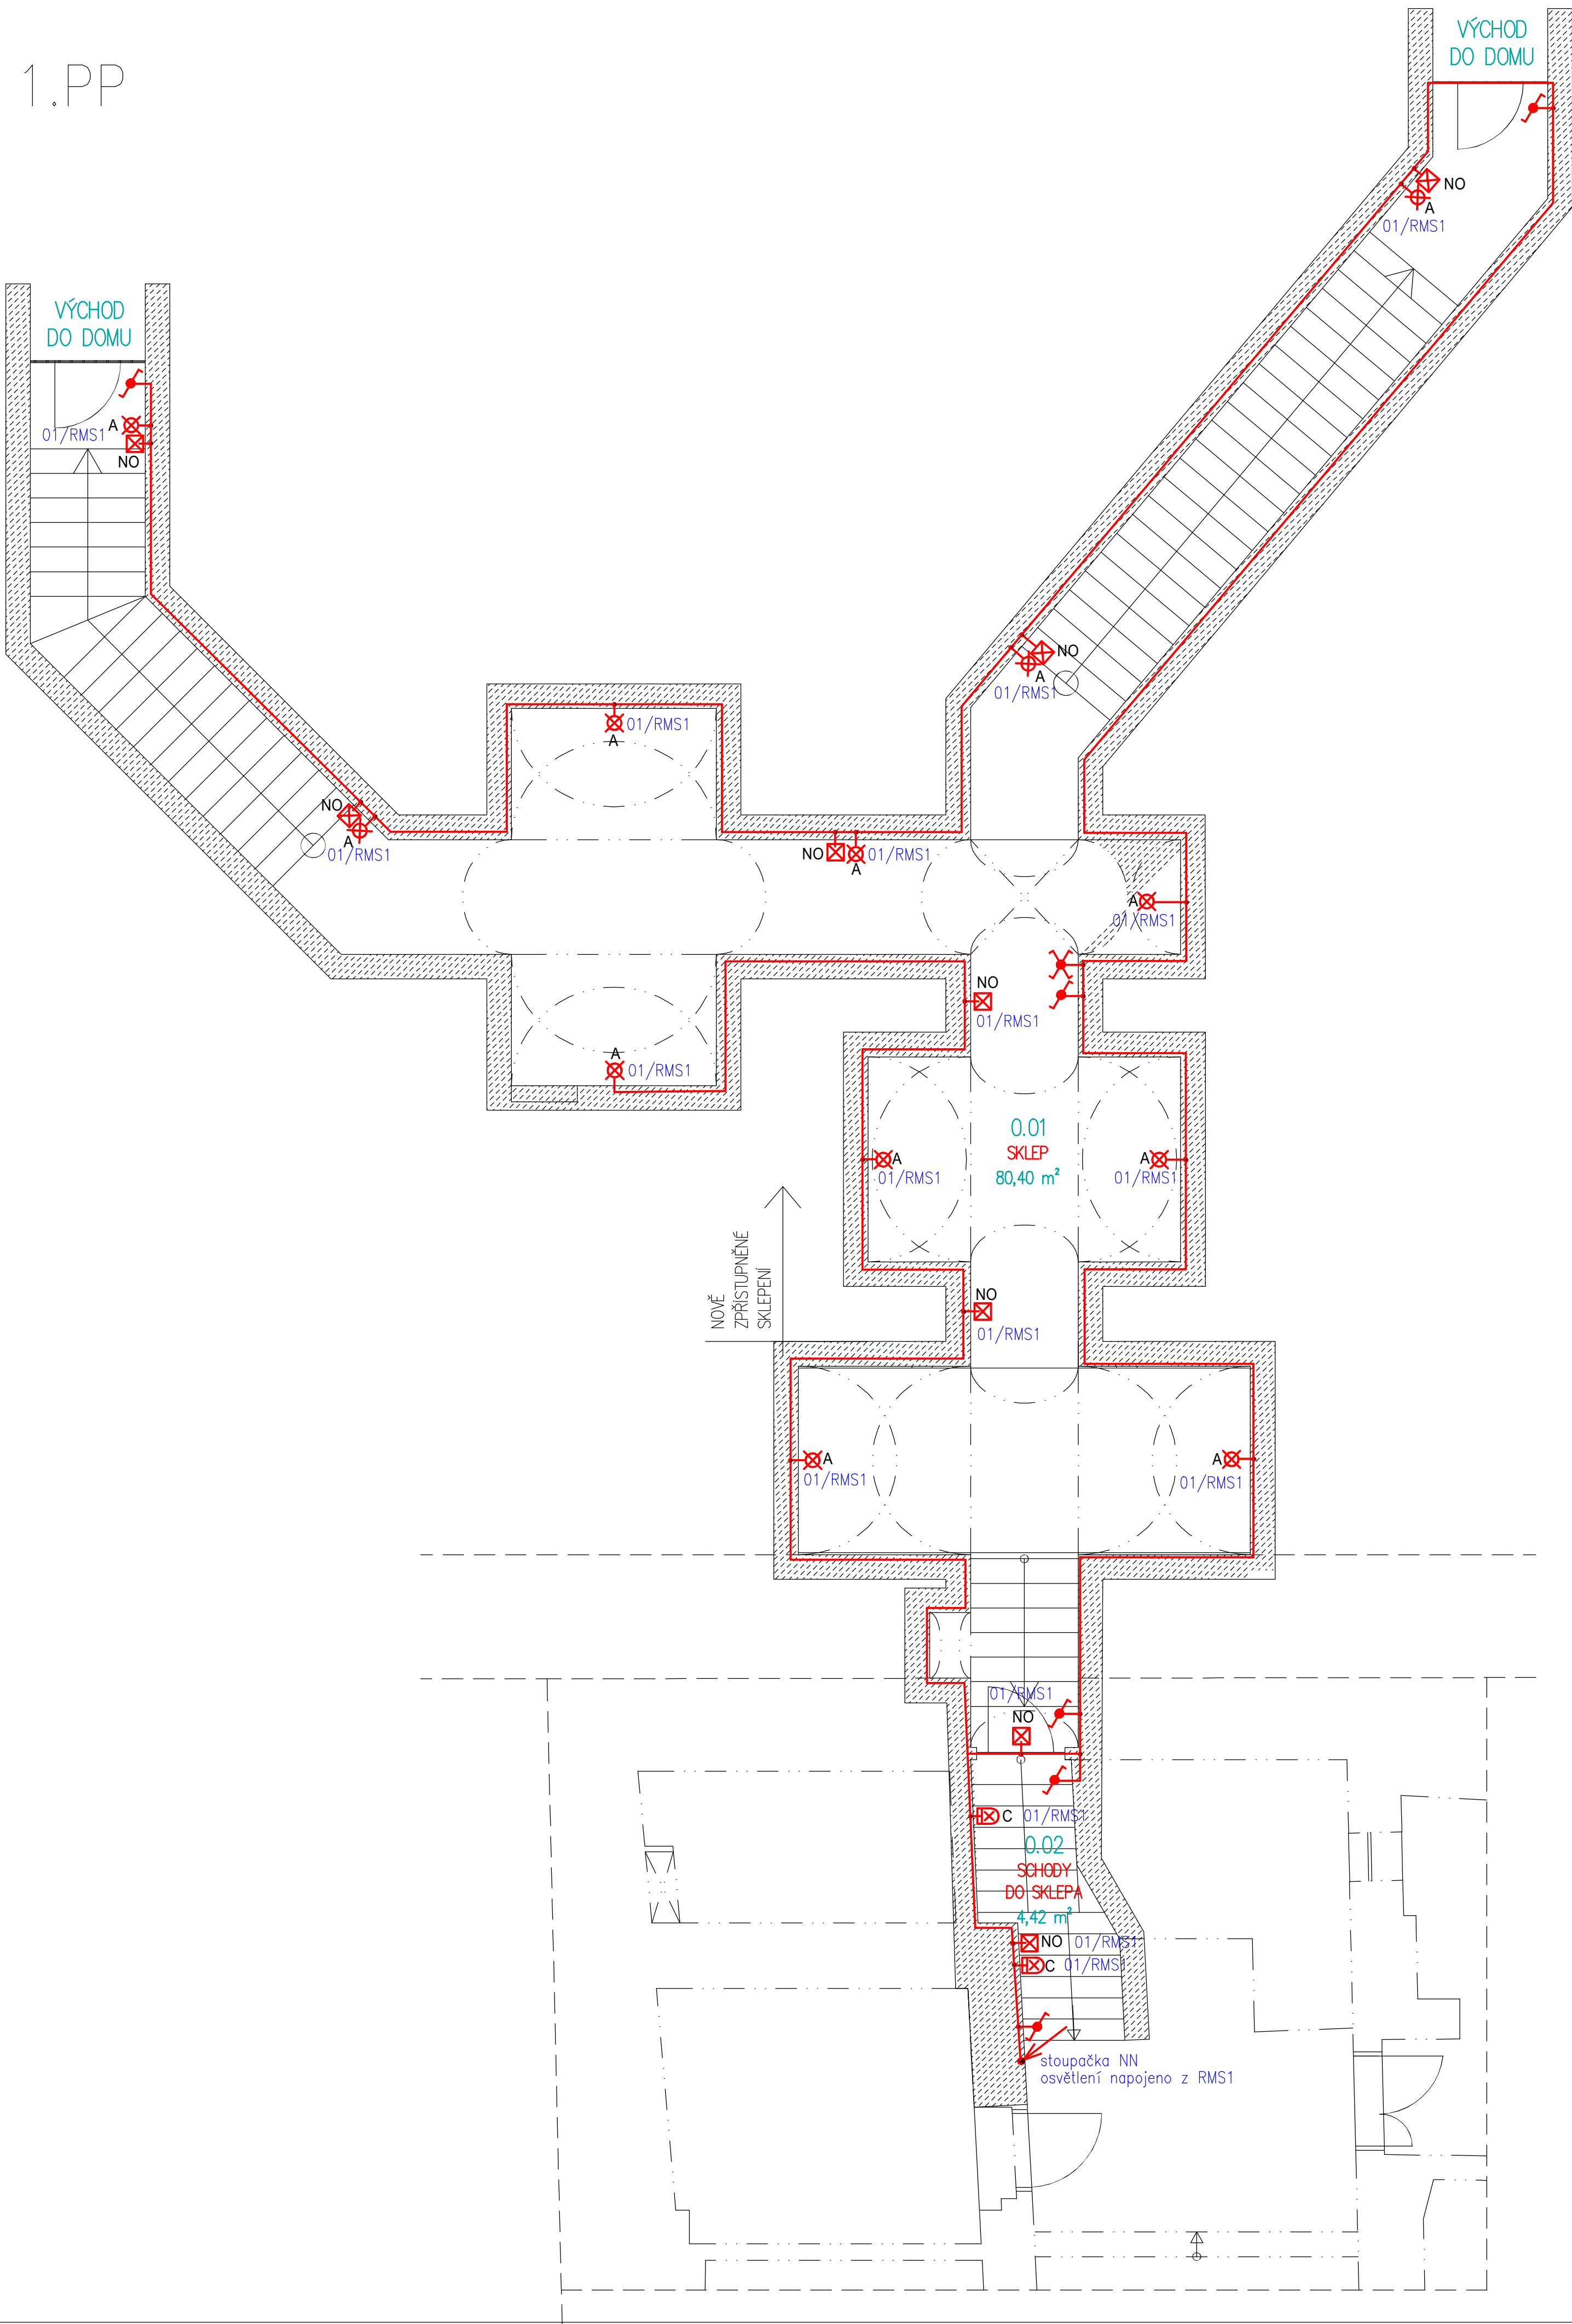 1.PP
VÝCHOD
DO DOMU
NO
A
01/RMS1
VÝCHOD
DO DOMU
A
01/RMS1
NO
NO
A
01/RMS1
01/RMS1
A
NO
A
01/RMS1
NO
01/RMS1
A
A
01/RMS1
NO
01/RMS1
A
01/RMS1
0.01
SKLEP
80,40 m²
A
01/RMS1
A
01/RMS1
NOVĚ
ZPŘÍSTUPNĚNÉ
SKLEPENÍ
NO
01/RMS1
A
01/RMS1
A
01/RMS1
01/RMS1
NO
C 01/RMS1
0.02
SCHODY
DO SKLEPA
4,42 m²
NO 01/RMS1
C 01/RMS1
stoupačka NN
osvětlení napojeno z RMS1